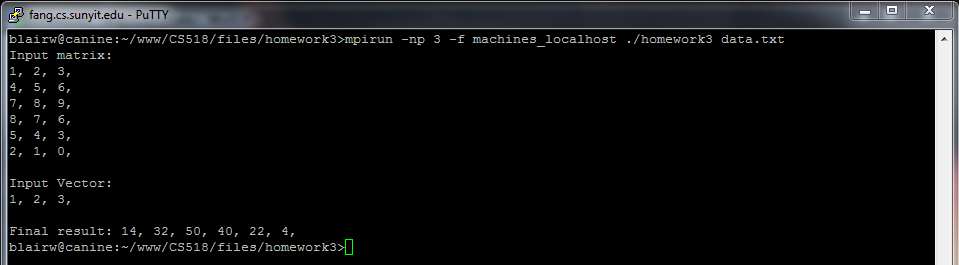 fang.cs.sunyit.edu - PuTTY
blairw@canine:~/www/CS518/files/homework3>mpirun -np 3 -f machines_localhost ./homework3 data.txt
Input matrix:
1, 2, 3,
4, 5, 6,
7, 8, 9,
8, 7, 6,
5, 4, 3,
2, 1, 0,
Input Vector:
1, 2, 3,
Final result: 14, 32, 50, 40, 22, 4,
blairw@canine:~/www/CS518/files/homework3>